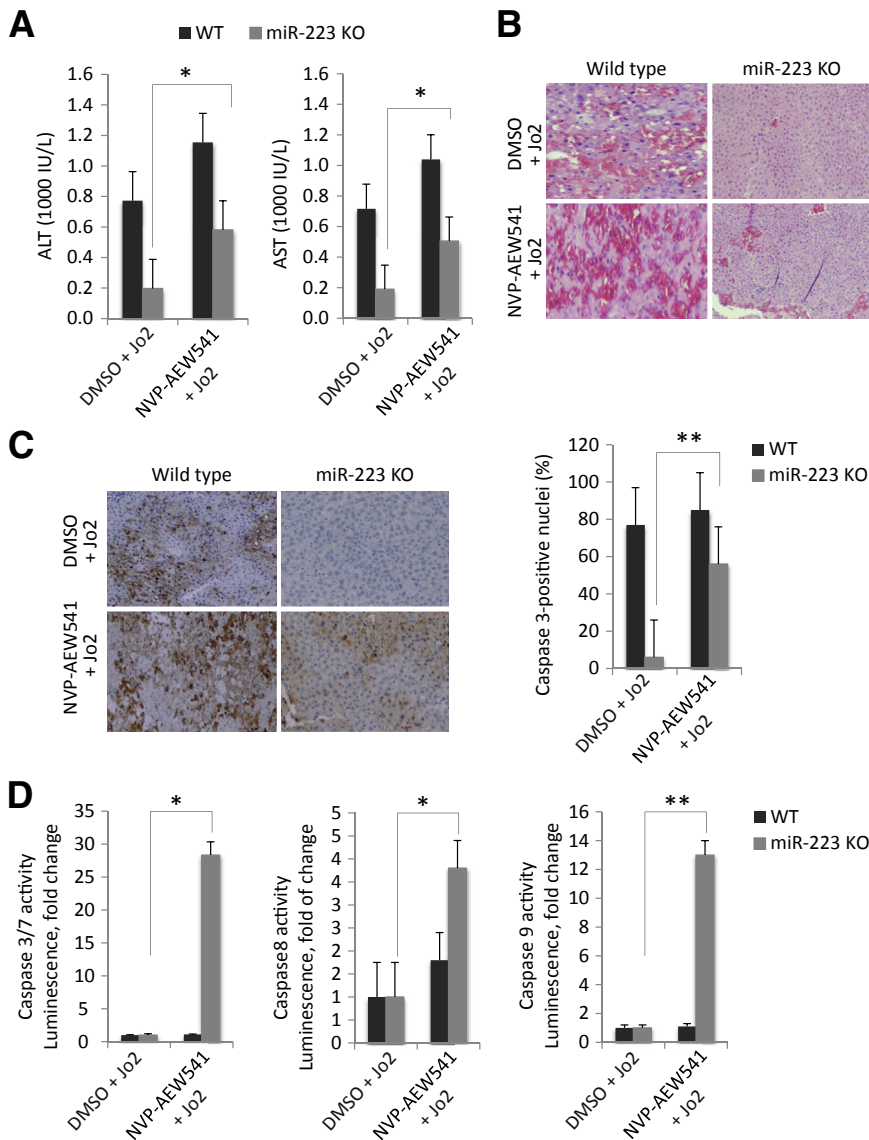 A
WT
miR-223 KO
ALT (1000 IU/L)
1.6
1.4
1.2
1.0
0.8
0.6
0.4
0.2
0.0
*
DMSO + Jo2
NVP-AEW541
+ Jo2
AST (1000 IU/L)
1.6
1.4
1.2
1.0
0.8
0.6
0.4
0.2
0.0
*
DMSO + Jo2
NVP-AEW541
+ Jo2
B
Wild type
miR-223 KO
DMSO
+ Jo2
NVP-AEW541
+ Jo2
C
Wild type
miR-223 KO
DMSO
+ Jo2
NVP-AEW541
+ Jo2
Caspase 3-positive nuclei (%)
120
100
80
60
40
20
0
**
WT
miR-223 KO
DMSO + Jo2
NVP-AEW541
+ Jo2
D
Caspase 3/7 activity
Luminescence, fold change
35
30
25
20
15
10
5
0
*
DMSO + Jo2
NVP-AEW541
+ Jo2
Caspase8 activity
Luminescence, fold of change
5
5
4
4
3
3
2
2
1
1
0
*
DMSO + Jo2
NVP-AEW541
+ Jo2
Caspase 9 activity
Luminescence, fold change
16
14
12
10
8
6
4
2
0
**
DMSO + Jo2
NVP-AEW541
+ Jo2
WT
miR-223 KO